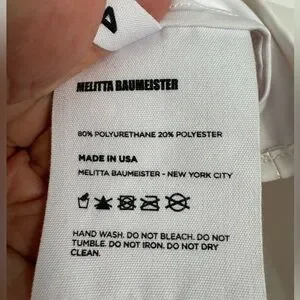 MELITTA BAUMEISTER
80% POLYURETHANE 20% POLYESTER
MADE IN USA
MELITTA BAUMEISTER - NEW YORK CITY
HAND WASH. DO NOT BLEACH. DO NOT
TUMBLE. DO NOT IRON. DO NOT DRY
CLEAN.